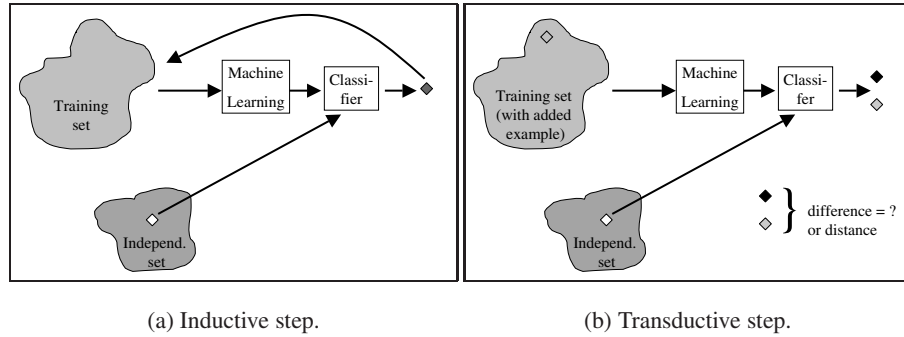 Training
set
Machine
Learning
Classi-
fier
Independ.
set
(a) Inductive step.
Training set
(with added
example)
Machine
Learning
Classi-
fer
Independ.
set
} difference = ?
or distance
(b) Transductive step.